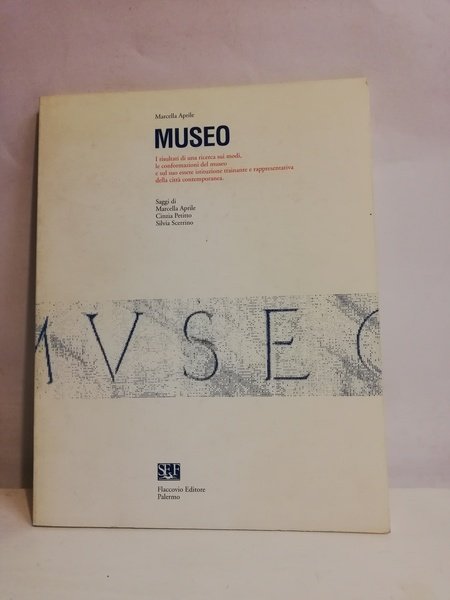 Marcella Aprile
MUSEO
I risultati di una ricerca sui modi,
le conformazioni del museo
e sul suo essere istituzione trainante e rappresentativa
della città contemporanea.
Saggi di
Marcella Aprile
Cinzia Petitto
Silvia Scerrino
MVSEO
SF&F
Flaccovio Editore
Palermo